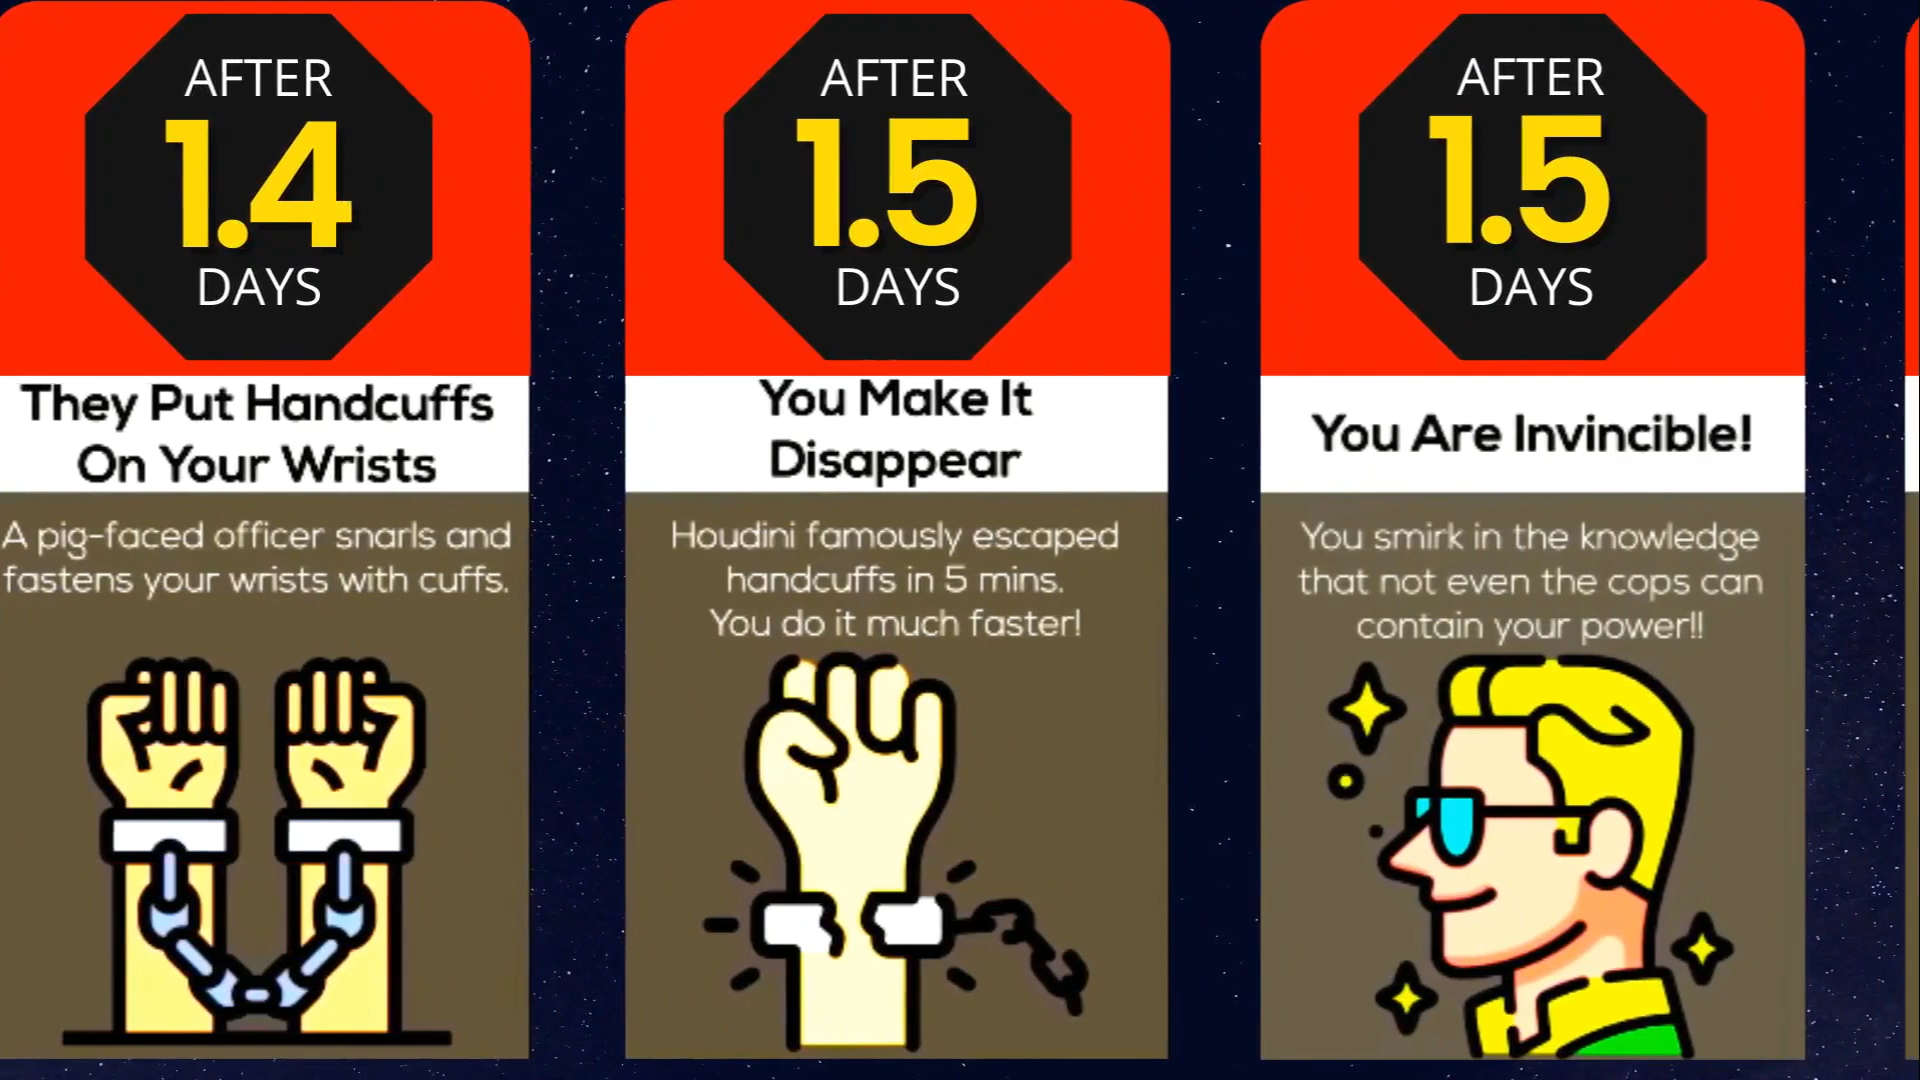 AFTER
1.4
DAYS
They Put Handcuffs
On Your Wrists
A pig-faced officer snarls and
fastens your wrists with cuffs.
AFTER
1.5
DAYS
You Make It
Disappear
Houdini famously escaped
handcuffs in 5 mins.
You do it much faster!
AFTER
1.5
DAYS
You Are Invincible!
You smirk in the knowledge
that not even the cops can
contain your power!!